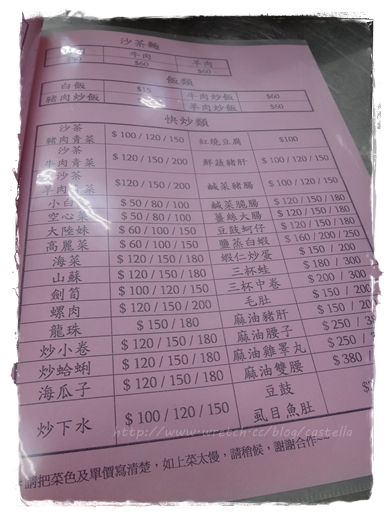 沙茶麵
牛肉 羊肉
$60 $60
飯類
白飯 $15 牛肉炒飯 $60
豬肉炒飯 羊肉炒飯 $60
快炒類
沙茶豬肉青菜 $100/120/150 紅燒豆腐 $100
沙茶牛肉青菜 $120/150/200 鮮蔬豬肝 $100/120/150
沙茶羊肉青菜 $120/150/200 鹹菜豬腸 $100/120/150
小白菜 $50/80/100 鹹菜脆腸 $120/150/180
空心菜 $50/80/100 薑絲大腸 $120/150/180
大陸妹 $60/100/150 豆鼓蚵仔 $120/150/180
高麗菜 $60/100/150 鹽蒸白蝦 $160/200/250
海菜 $120/150/180 蝦仁炒蛋 $150/200
山蘇 $120/150/180 三杯蛙 $180/300
劍筍 $100/120/150 三杯中卷 $200/300
螺肉 $120/150/200 毛肚 $150/200
龍珠 $150/180 麻油豬肝 $150/20
炒小卷 $120/150/180 麻油腰子 $250/
炒蛤蜊 $120/150/180 麻油雞睪丸 $250/
海瓜子 $120/150/180 麻油雙腰 $380/
炒下水 $100/120/150 豆鼓虱目魚肚
http://www.wretch.cc/blog/castella
請把菜色及單價寫清楚，如上菜太慢，請稍候，謝謝合作~~